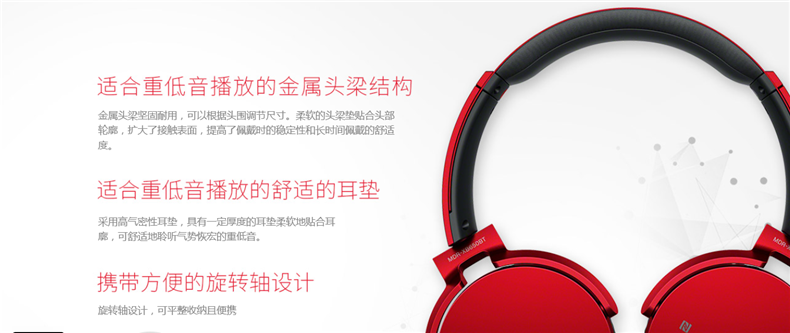 适合重低音播放的金属头梁结构
金属头梁坚固耐用，可以根据头围调节尺寸。柔软的头梁垫贴合头部
轮廓，扩大了接触表面，提高了佩戴时的稳定性和长时间佩戴的舒适
度。
适合重低音播放的舒适的耳垫
采用高气密性耳垫，具有一定厚度的耳垫柔软地贴合耳
廓，可舒适地聆听气势恢宏的重低音。
携带方便的旋转轴设计
旋转轴设计，可平整收纳且便携
MDR-XB650BT